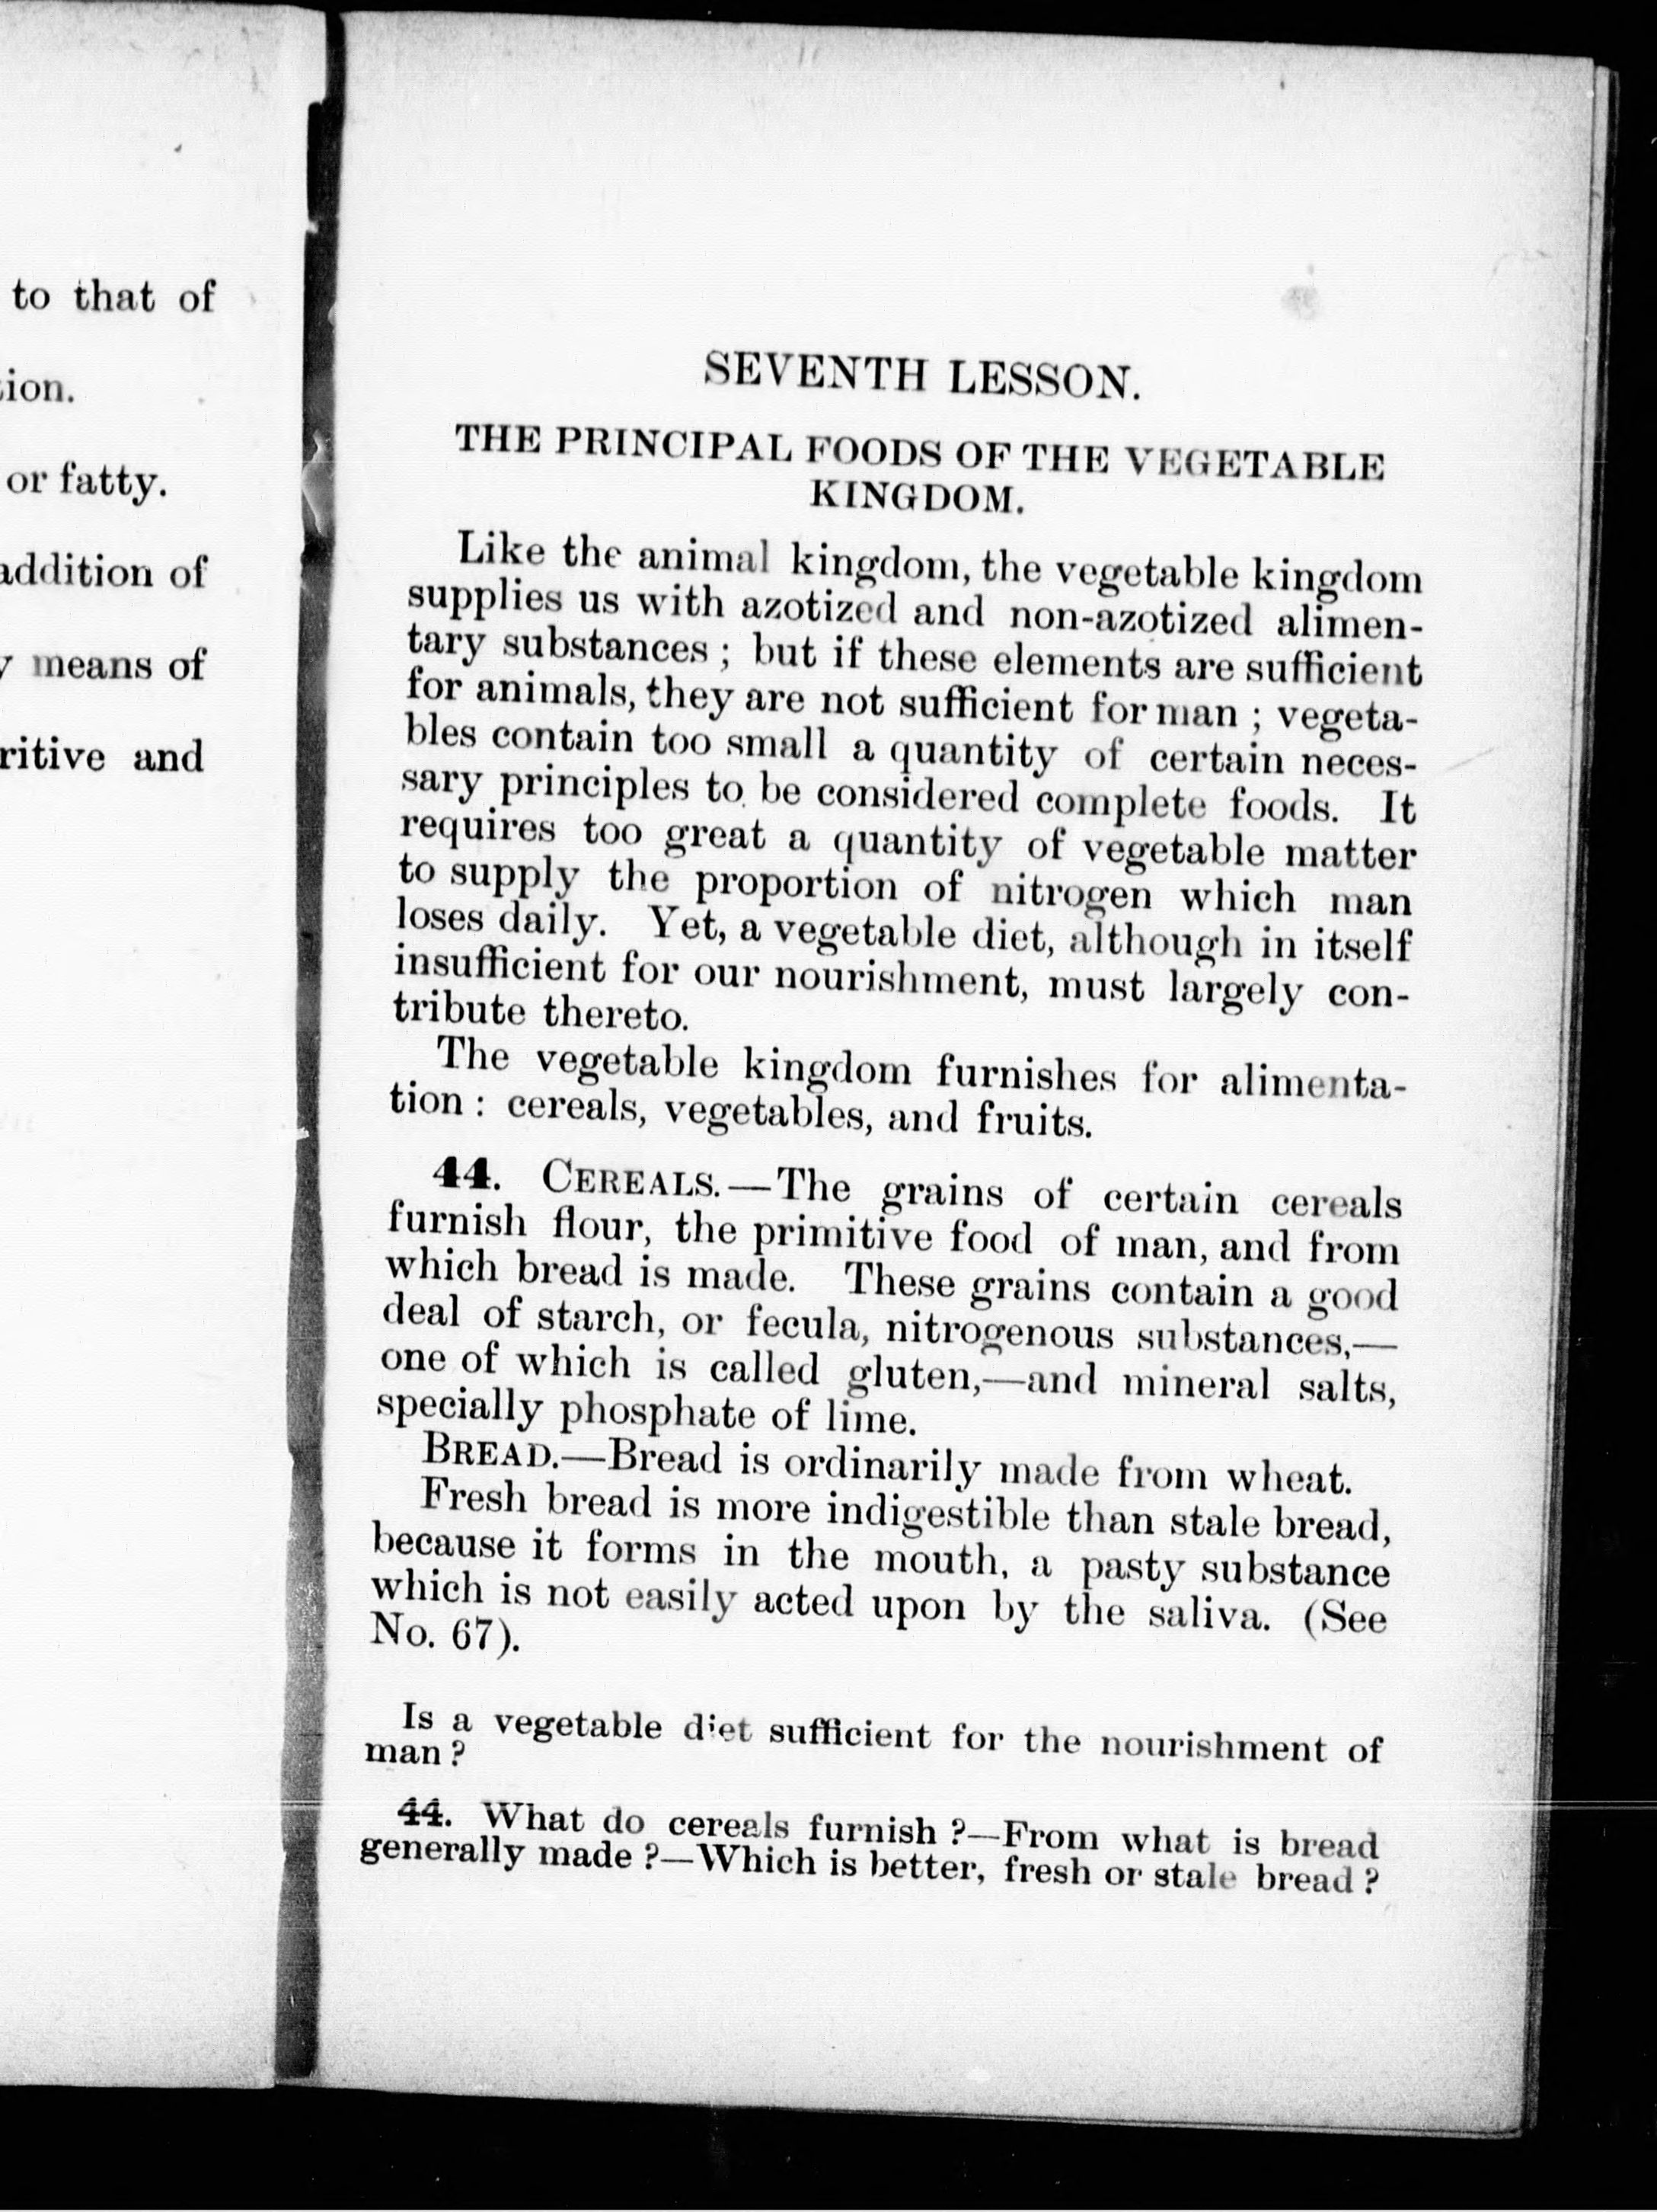 to that of
ion.
or fatty.
addition of
means of
ritive and
SEVENTH LESSON.
THE PRINCIPAL FOODS OF THE VEGETABLE
KINGDOM.
Like the animal kingdom, the vegetable kingdom
supplies us with azotized and non-azotized alimen-
tary substances ; but if these elements are sufficient
for animals, they are not sufficient for man ; vegeta-
bles contain too small a quantity of certain neces-
sary principles to be considered complete foods. It
requires too great a quantity of vegetable matter
to supply the proportion of nitrogen which man
loses daily. Yet, a vegetable diet, although in itself
insufficient for our nourishment, must largely con-
tribute thereto.
The vegetable kingdom furnishes for alimenta-
tion : cereals, vegetables, and fruits.
44. CEREALS.—The grains of certain cereals
furnish flour, the primitive food of man, and from
which bread is made. These grains contain a good
deal of starch, or fecula, nitrogenous substances,—
one of which is called gluten,—and mineral salts,
specially phosphate of lime.
BREAD.—Bread is ordinarily made from wheat.
Fresh bread is more indigestible than stale bread,
because it forms in the mouth, a pasty substance
which is not easily acted upon by the saliva. (See
No. 67).
Is a vegetable diet sufficient for the nourishment of
man ?
44. What do cereals furnish ?—From what is bread
generally made ?—Which is better, fresh or stale bread ?